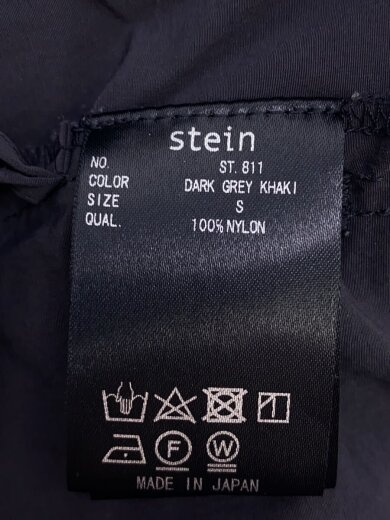 stein
NO. ST. 811
COLOR DARK GREY KHAKI
SIZE S
QUAL. 100%NYLON
F W
MADE IN JAPAN